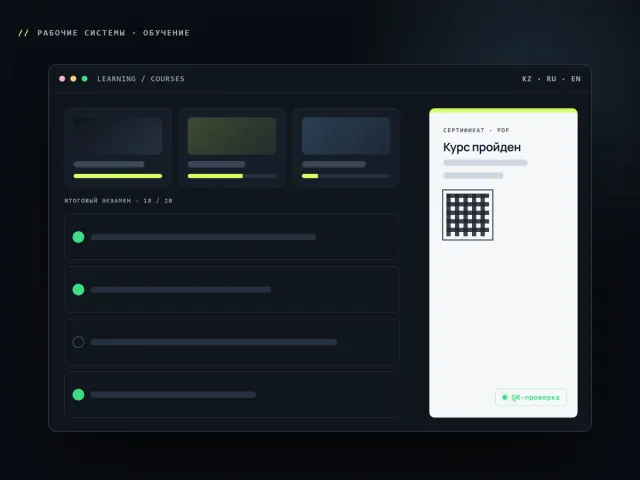 // РАБОЧИЕ СИСТЕМЫ · ОБУЧЕНИЕ
LEARNING / COURSES
KZ · RU · EN
СЕРТИФИКАТ · PDF
Курс пройден
ИТОГОВЫЙ ЭКЗАМЕН · 18 / 20
QR-проверка